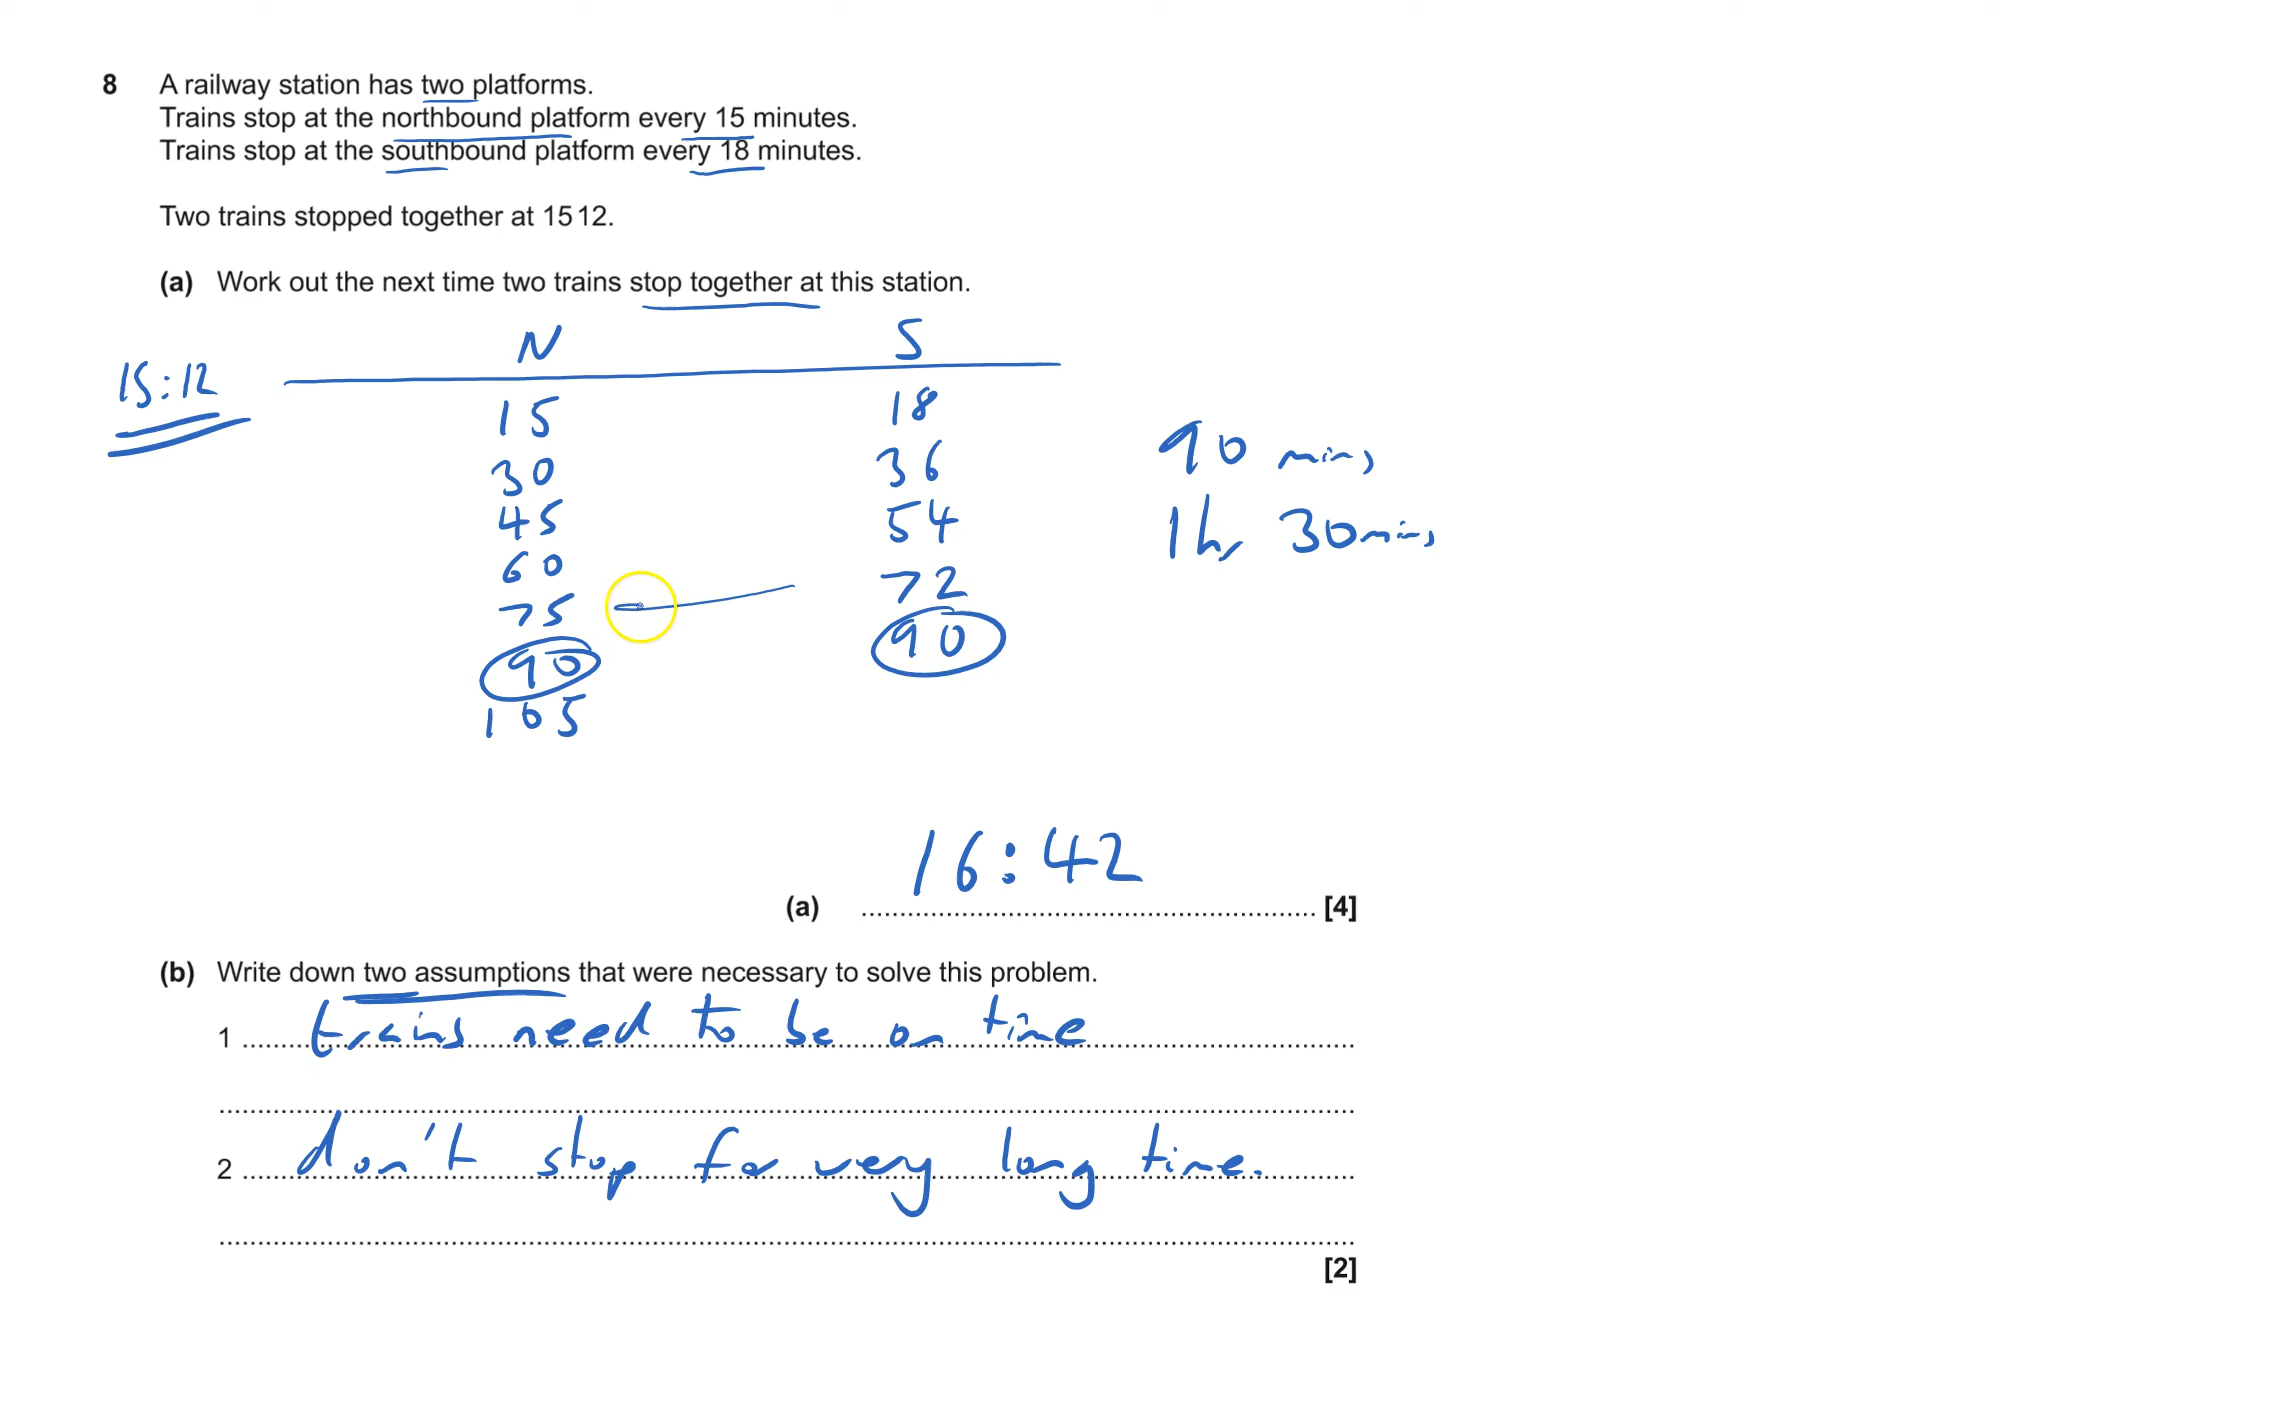 8 A railway station has two platforms.
Trains stop at the northbound platform every 15 minutes.
Trains stop at the southbound platform every 18 minutes.
Two trains stopped together at 15 12.
(a) Work out the next time two trains stop together at this station.
N S
15:12
15 18
30 36
45 54
60 72
75 90
90
105
90 mins
1hr 30mins
16:42
(a) ........ [4]
(b) Write down two assumptions that were necessary to solve this problem.
1 trains need to be on time
2 don't stop for very long time.
[2]